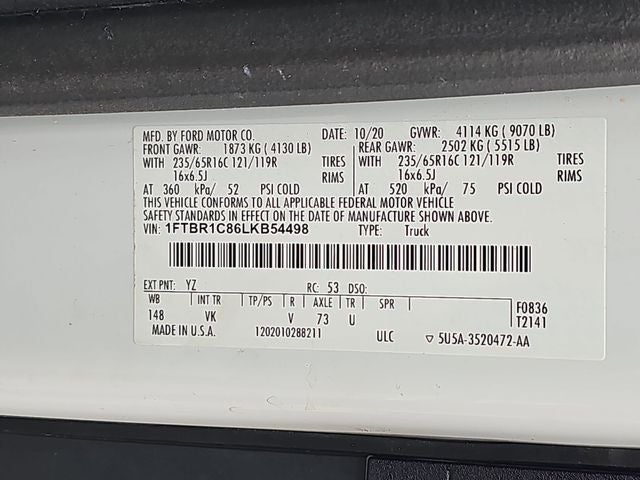 MFD. BY FORD MOTOR CO. DATE: 10/20 GVWR: 4114 KG ( 9070 LB)
FRONT GAWR: 1873 KG ( 4130 LB) REAR GAWR: 2502 KG ( 5515 LB)
WITH 235/65R16C 121/119R TIRES WITH 235/65R16C 121/119R TIRES
16x6.5J RIMS 16x6.5J RIMS
AT 360 kPa/ 52 PSI COLD AT 520 kPa/ 75 PSI COLD
THIS VEHICLE CONFORMS TO ALL APPLICABLE FEDERAL MOTOR VEHICLE
SAFETY STANDARDS IN EFFECT ON THE DATE OF MANUFACTURE SHOWN ABOVE.
VIN: 1FTBR1C86LKB54498 TYPE: Truck
EXT PNT: YZ RC: 53 DSO:
WB INT TR TP/PS R AXLE TR SPR F0836
148 VK V 73 U T2141
MADE IN U.S.A. 1202010288211 ULC ▽ 5U5A-3520472-AA